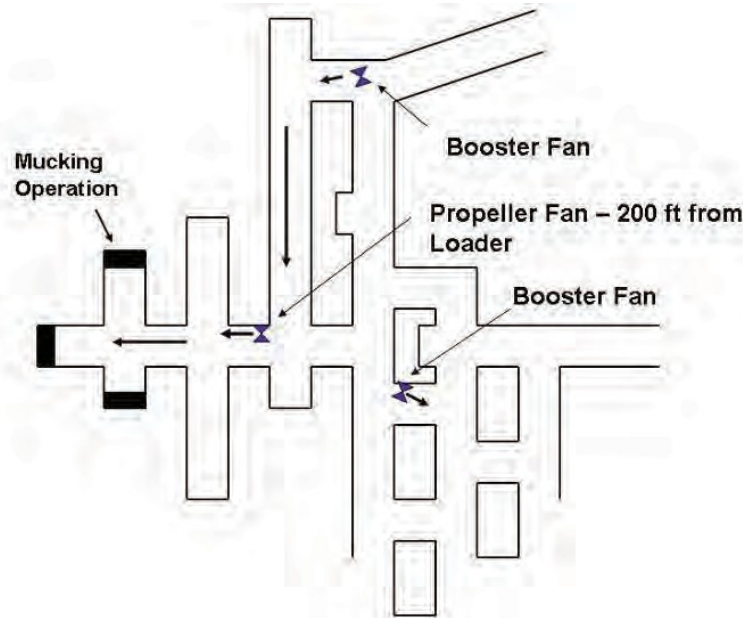 Booster Fan
Mucking
Operation
Propeller Fan – 200 ft from
Loader
Booster Fan